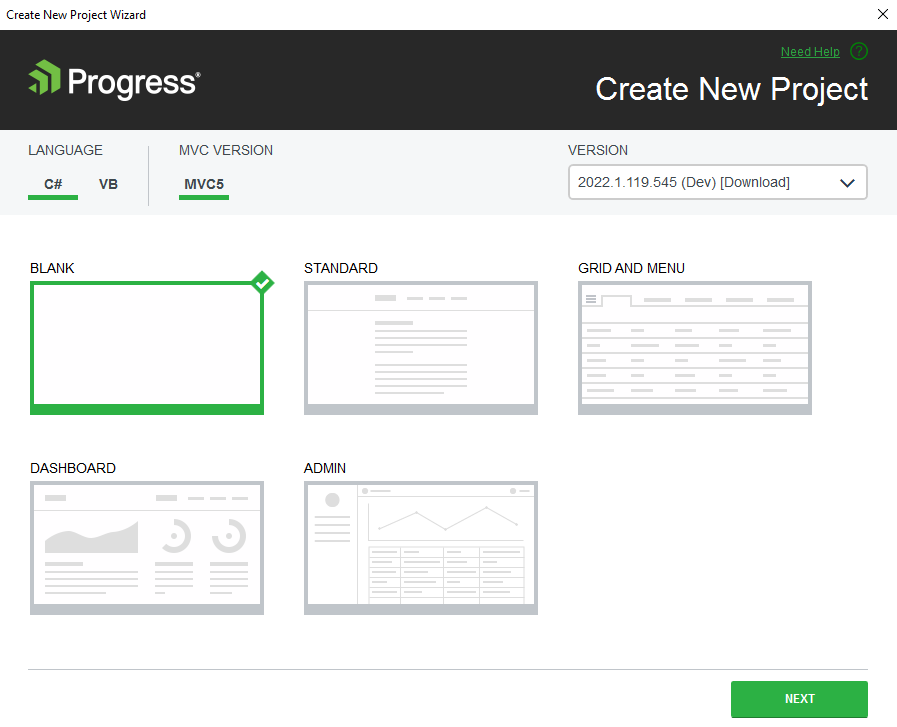 Create New Project Wizard
Need Help ?
Progress®
Create New Project
LANGUAGE
MVC VERSION
VERSION
C#
VB
MVC5
2022.1.119.545 (Dev) [Download]
BLANK
STANDARD
GRID AND MENU
DASHBOARD
ADMIN
NEXT